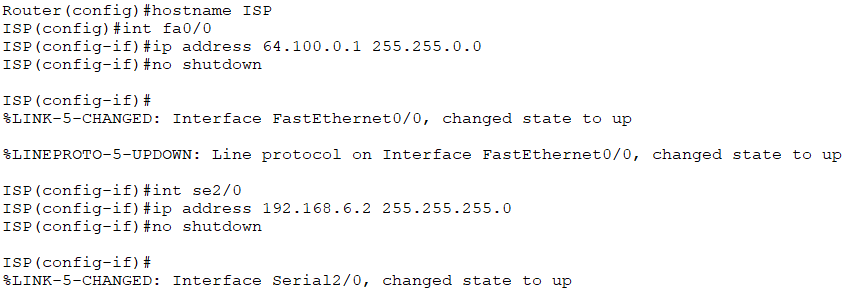 Router(config)#hostname ISP
ISP(config)#int fa0/0
ISP(config-if)#ip address 64.100.0.1 255.255.0.0
ISP(config-if)#no shutdown
ISP(config-if)#
%LINK-5-CHANGED: Interface FastEthernet0/0, changed state to up
%LINEPROTO-5-UPDOWN: Line protocol on Interface FastEthernet0/0, changed state to up
ISP(config-if)#int se2/0
ISP(config-if)#ip address 192.168.6.2 255.255.255.0
ISP(config-if)#no shutdown
ISP(config-if)#
%LINK-5-CHANGED: Interface Serial2/0, changed state to up